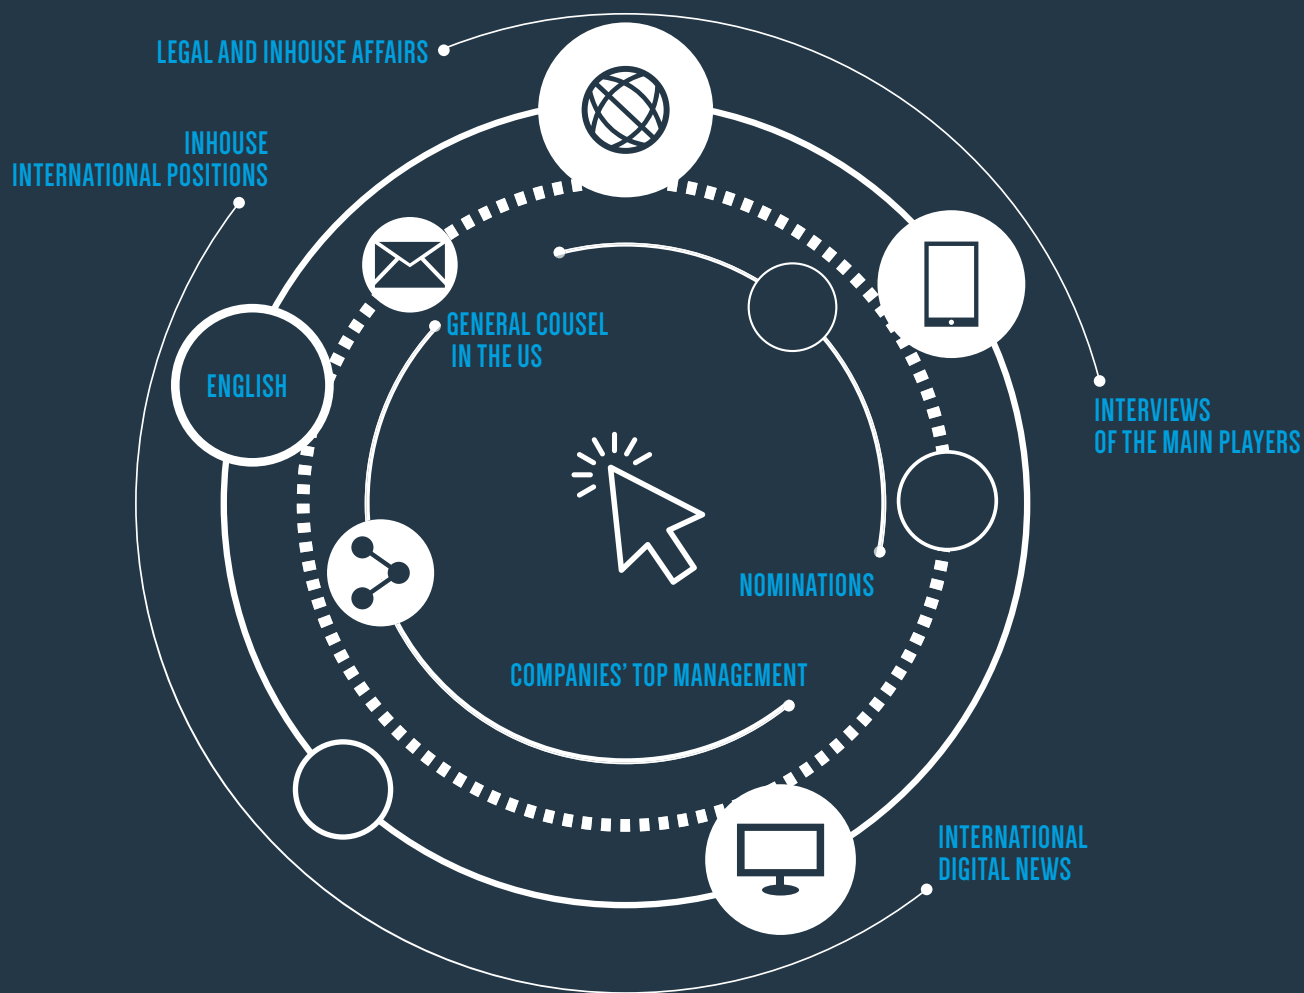 LEGAL AND INHOUSE AFFAIRS
INHOUSE
INTERNATIONAL POSITIONS
GENERAL COUSEL
IN THE US
ENGLISH
INTERVIEWS
OF THE MAIN PLAYERS
NOMINATIONS
COMPANIES’ TOP MANAGEMENT
INTERNATIONAL
DIGITAL NEWS